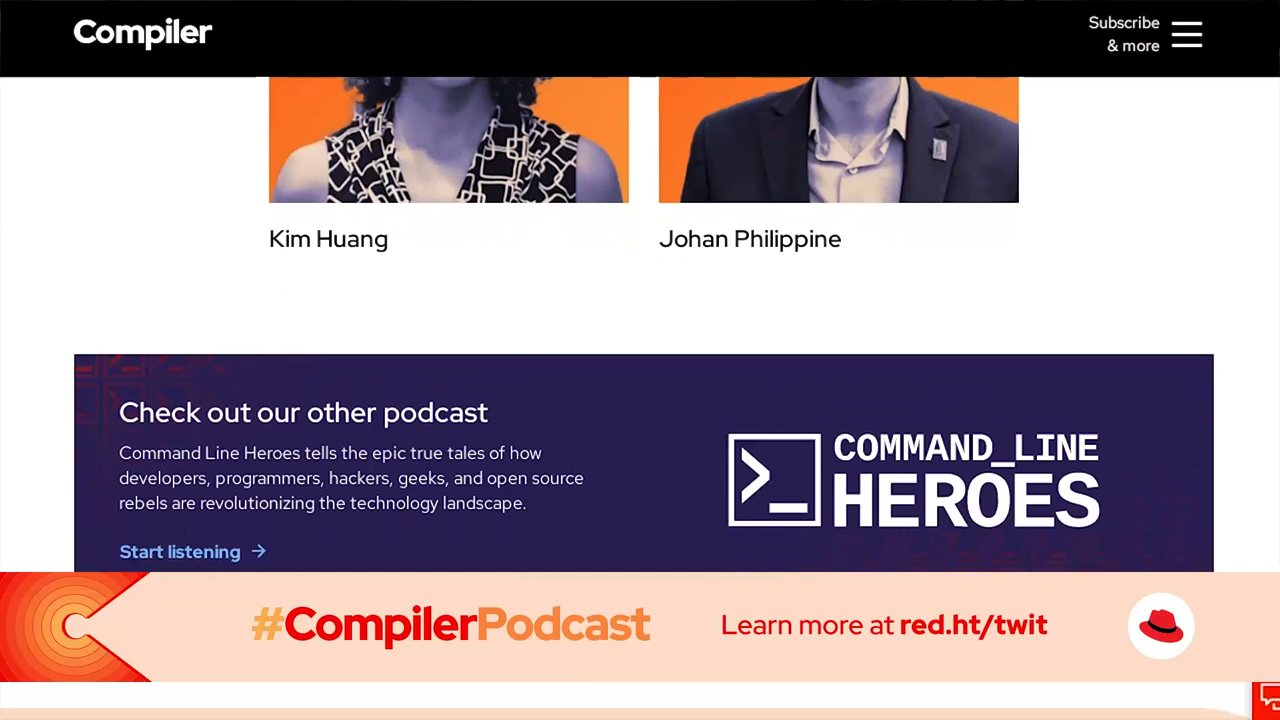 Compiler
Subscribe
& more
Kim Huang
Johan Philippine
Check out our other podcast
Command Line Heroes tells the epic true tales of how
developers, programmers, hackers, geeks, and open source
rebels are revolutionizing the technology landscape.
Start listening →
>_ COMMAND_LINE
HEROES
#CompilerPodcast
Learn more at red.ht/twit